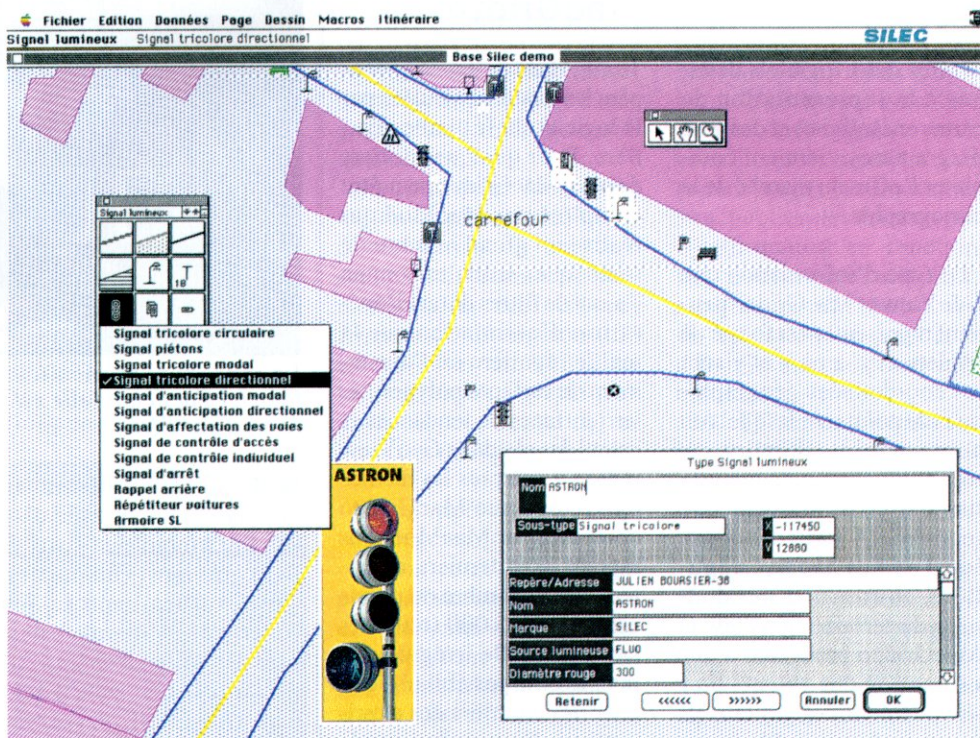 Fichier Edition Données Page Dessin Macros Itinéraire
Signal lumineux Signal tricolore directionnel
SILEC
Base Silec demo
carrefour
P
Signal lumineux
18
Signal tricolore circulaire
Signal piétons
Signal tricolore modal
✓Signal tricolore directionnel
Signal d'anticipation modal
Signal d'anticipation directionnel
Signal d'affectation des voies
Signal de contrôle d'accès
Signal de contrôle individuel
Signal d'arrêt
Rappel arrière
Répétiteur voitures
Armoire SL
ASTRON
Type Signal lumineux
Nom ASTRON
Sous-type Signal tricolore
X -117450
Y 12880
Repère/Adresse JULIEN BOURSIER-38
Nom ASTRON
Marque SILEC
Source lumineuse FLUO
Diamètre rouge 300
Retenir <<<<<< >>>>>> Annuler OK